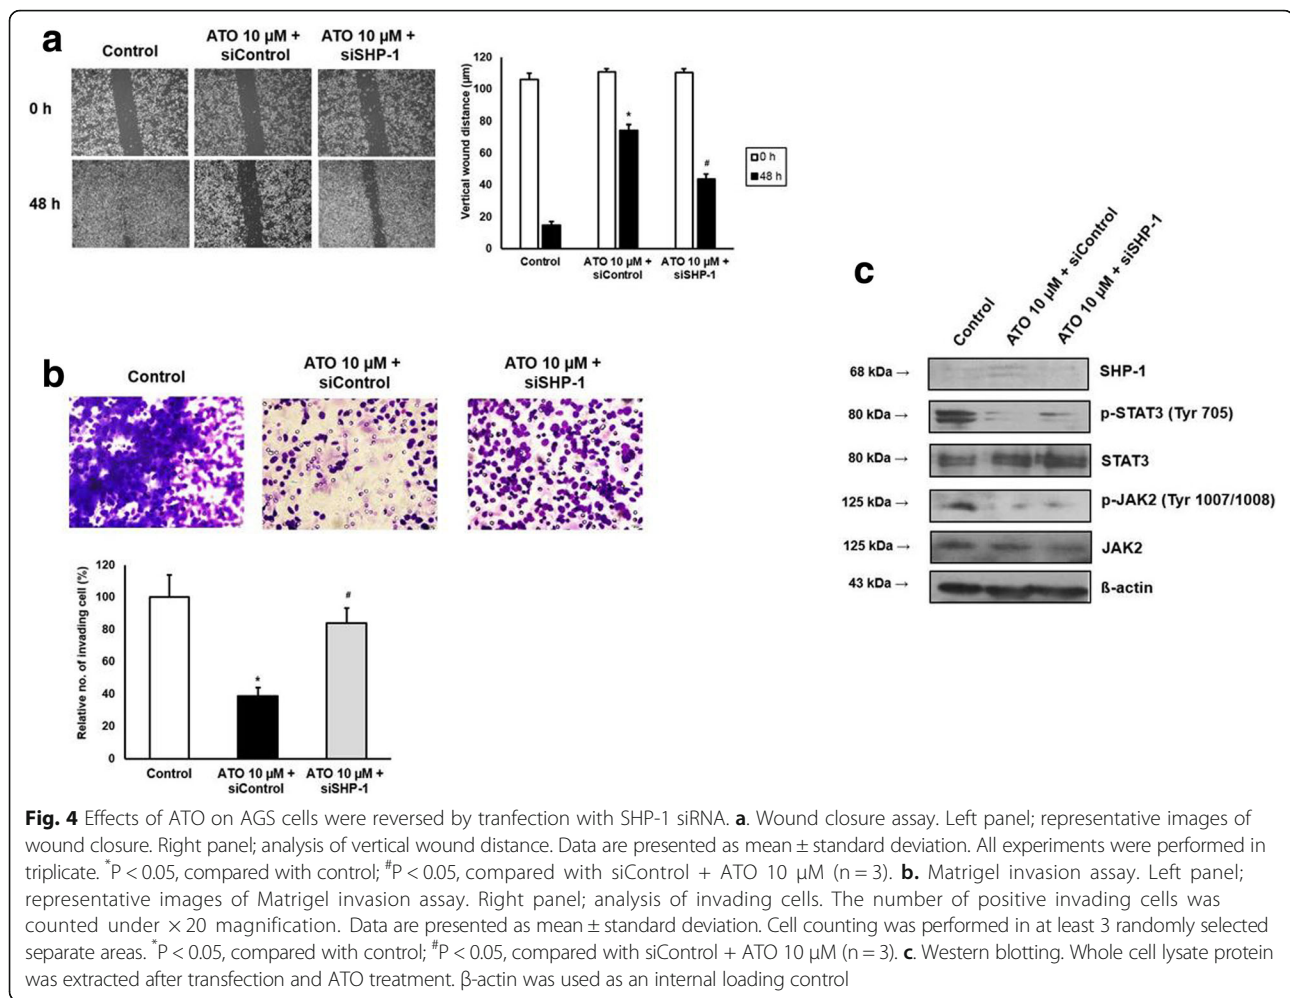 a
Control
ATO 10 µM +
siControl
ATO 10 µM +
siSHP-1
0 h
48 h
Vertical wound distance (µm)
120
100
80
60
40
20
0
*
#
0 h
48 h
Control
ATO 10 µM +
siControl
ATO 10 µM +
siSHP-1
b
Control
ATO 10 µM +
siControl
ATO 10 µM +
siSHP-1
Relative no. of invading cell (%)
120
100
80
60
40
20
0
*
#
Control
ATO 10 µM +
siControl
ATO 10 µM +
siSHP-1
c
Control
ATO 10 µM + siControl
ATO 10 µM + siSHP-1
68 kDa → SHP-1
80 kDa → p-STAT3 (Tyr 705)
80 kDa → STAT3
125 kDa → p-JAK2 (Tyr 1007/1008)
125 kDa → JAK2
43 kDa → ß-actin
Fig. 4 Effects of ATO on AGS cells were reversed by tranfection with SHP-1 siRNA. a. Wound closure assay. Left panel; representative images of
wound closure. Right panel; analysis of vertical wound distance. Data are presented as mean ± standard deviation. All experiments were performed in
triplicate. *P < 0.05, compared with control; #P < 0.05, compared with siControl + ATO 10 µM (n = 3). b. Matrigel invasion assay. Left panel;
representative images of Matrigel invasion assay. Right panel; analysis of invading cells. The number of positive invading cells was
counted under × 20 magnification. Data are presented as mean ± standard deviation. Cell counting was performed in at least 3 randomly selected
separate areas. *P < 0.05, compared with control; #P < 0.05, compared with siControl + ATO 10 µM (n = 3). c. Western blotting. Whole cell lysate protein
was extracted after transfection and ATO treatment. β-actin was used as an internal loading control